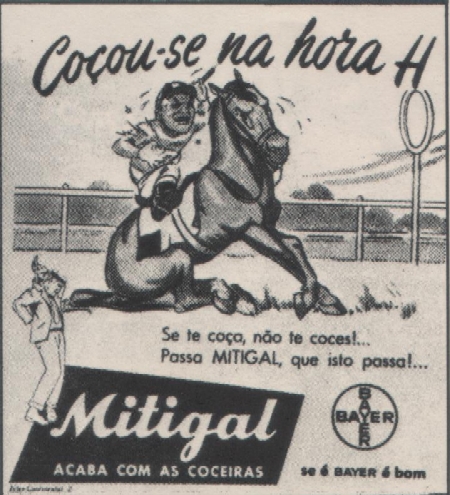 Coçou-se na hora H
Se te coça, não te coces!...
Passa MITIGAL, que isto passa!...
Mitigal
ACABA COM AS COCEIRAS
BAYER
BAYER
se é BAYER é bom